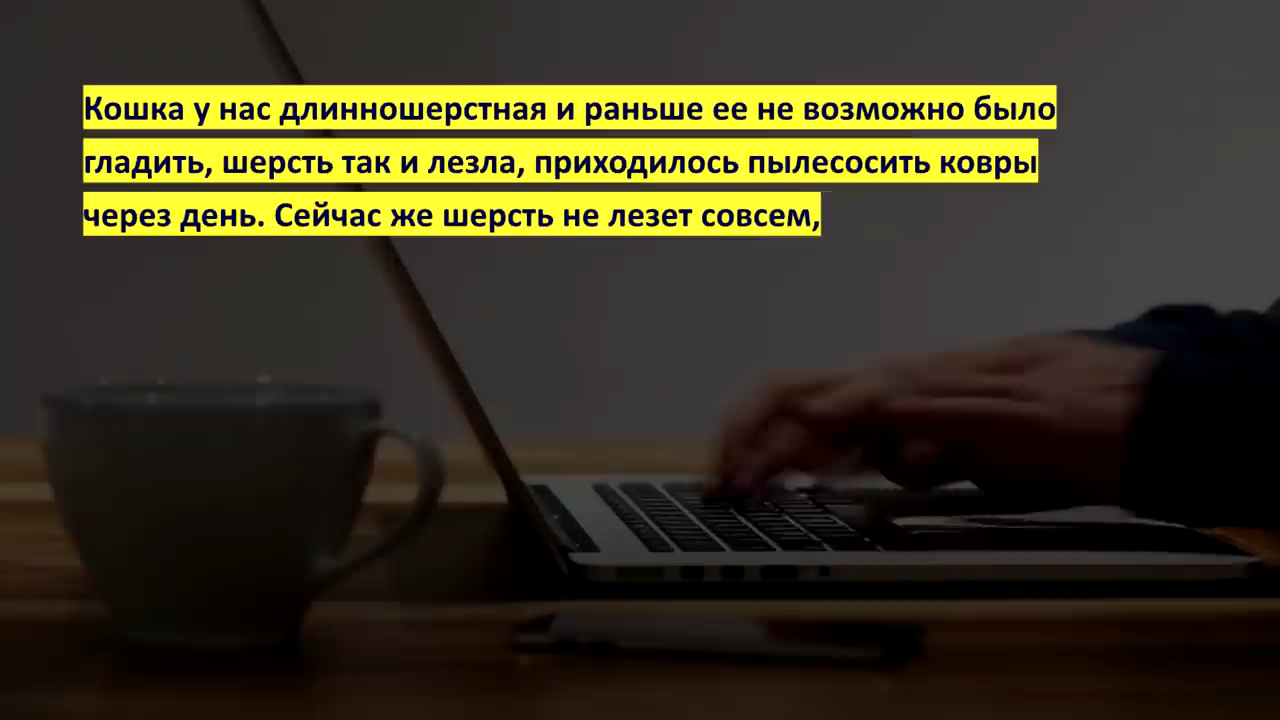 Кошка у нас длинношерстная и раньше ее не возможно было
гладить, шерсть так и лезла, приходилось пылесосить ковры
через день. Сейчас же шерсть не лезет совсем,